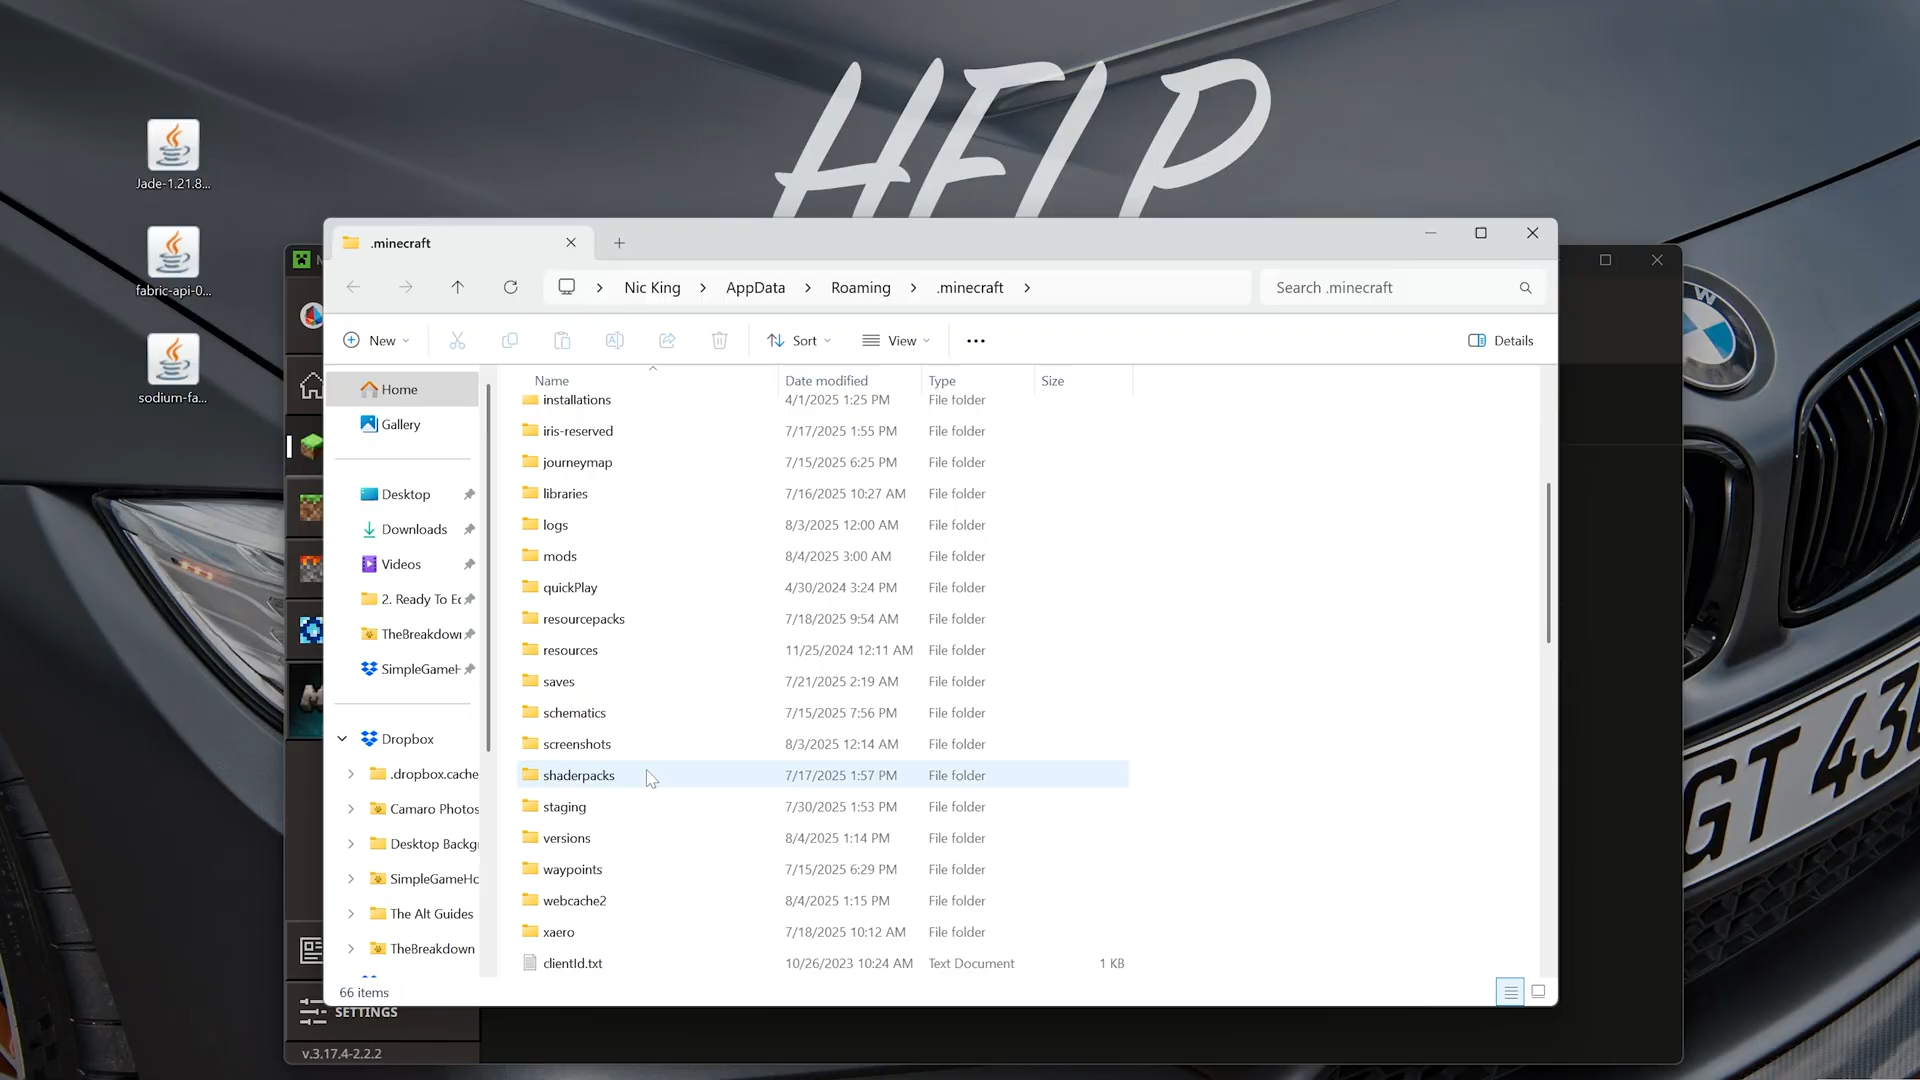 HELP
Jade-1.21.8...
fabric-api-0...
sodium-fa...
.minecraft
Nic King
AppData
Roaming
.minecraft
Search .minecraft
New
Sort
View
Details
Name
Date modified
Type
Size
Home
Gallery
Desktop
Downloads
Videos
2. Ready To Ec
TheBreakdown
SimpleGameH
Dropbox
.dropbox.cache
Camaro Photos
Desktop Backg
SimpleGameHo
The Alt Guides
TheBreakdown
installations 4/1/2025 1:25 PM File folder
iris-reserved 7/17/2025 1:55 PM File folder
journeymap 7/15/2025 6:25 PM File folder
libraries 7/16/2025 10:27 AM File folder
logs 8/3/2025 12:00 AM File folder
mods 8/4/2025 3:00 AM File folder
quickPlay 4/30/2024 3:24 PM File folder
resourcepacks 7/18/2025 9:54 AM File folder
resources 11/25/2024 12:11 AM File folder
saves 7/21/2025 2:19 AM File folder
schematics 7/15/2025 7:56 PM File folder
screenshots 8/3/2025 12:14 AM File folder
shaderpacks 7/17/2025 1:57 PM File folder
staging 7/30/2025 1:53 PM File folder
versions 8/4/2025 1:14 PM File folder
waypoints 7/15/2025 6:29 PM File folder
webcache2 8/4/2025 1:15 PM File folder
xaero 7/18/2025 10:12 AM File folder
clientId.txt 10/26/2023 10:24 AM Text Document 1 KB
66 items
SETTINGS
v.3.17.4-2.2.2
W
GT 430